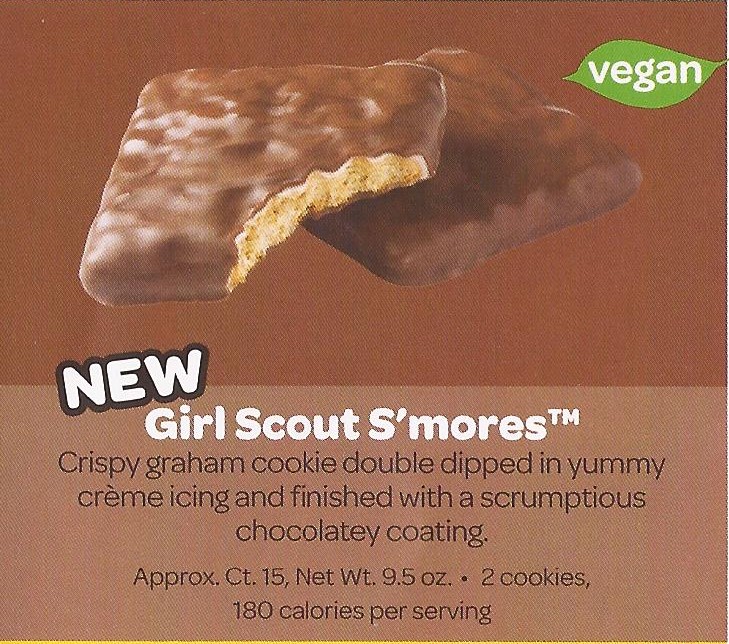 vegan
NEW
Girl Scout S'mores™
Crispy graham cookie double dipped in yummy
crème icing and finished with a scrumptious
chocolatey coating.
Approx. Ct. 15, Net Wt. 9.5 oz. • 2 cookies,
180 calories per serving